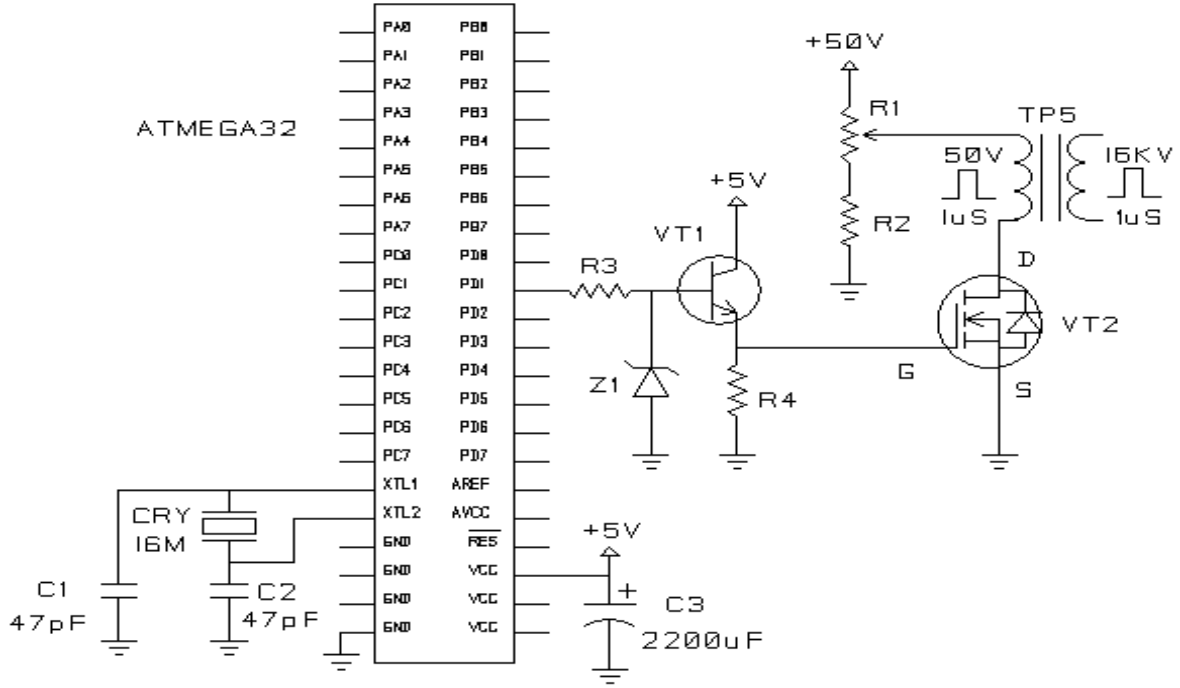 ATMEGA32
PA0 PB0
PA1 PB1
PA2 PB2
PA3 PB3
PA4 PB4
PA5 PB5
PA6 PB6
PA7 PB7
PC0 PD0
PC1 PD1
PC2 PD2
PC3 PD3
PC4 PD4
PC5 PD5
PC6 PD6
PC7 PD7
XTL1 AREF
XTL2 AVCC
GND RES
GND VCC
GND VCC
GND VCC
CRY
16M
C1
47pF
C2
47pF
+5V
+
C3
2200uF
R3
Z1
VT1
+5V
R4
+50V
R1
R2
TP5
50V
1uS
16KV
1uS
D
G
S
VT2